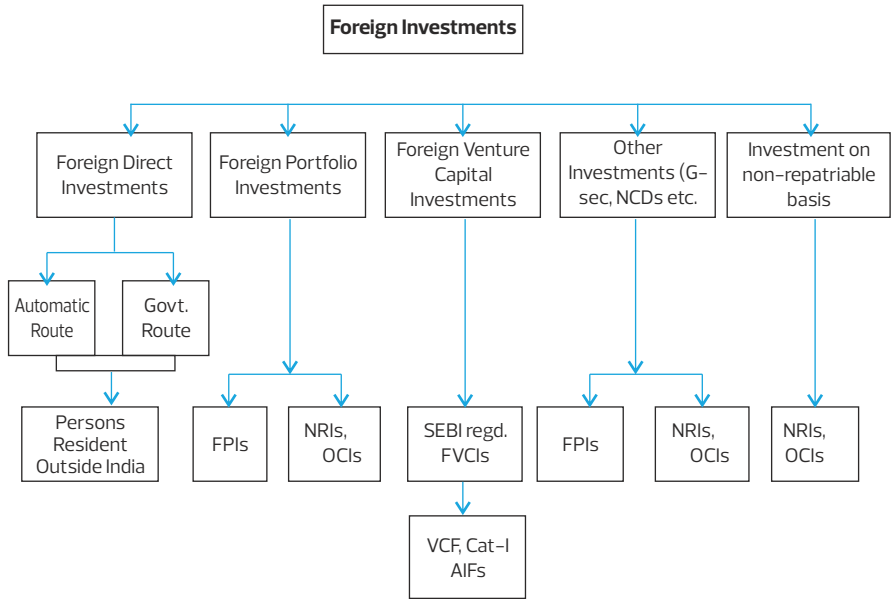 Foreign Investments
Foreign Direct
Investments
Foreign Portfolio
Investments
Foreign Venture
Capital
Investments
Other
Investments (G-
sec, NCDs etc.
Investment on
non-repatriable
basis
Automatic
Route
Govt.
Route
Persons
Resident
Outside India
FPIs
NRIs,
OCIs
SEBI regd.
FVCIs
FPIs
NRIs,
OCIs
NRIs,
OCIs
VCF, Cat-I
AIFs